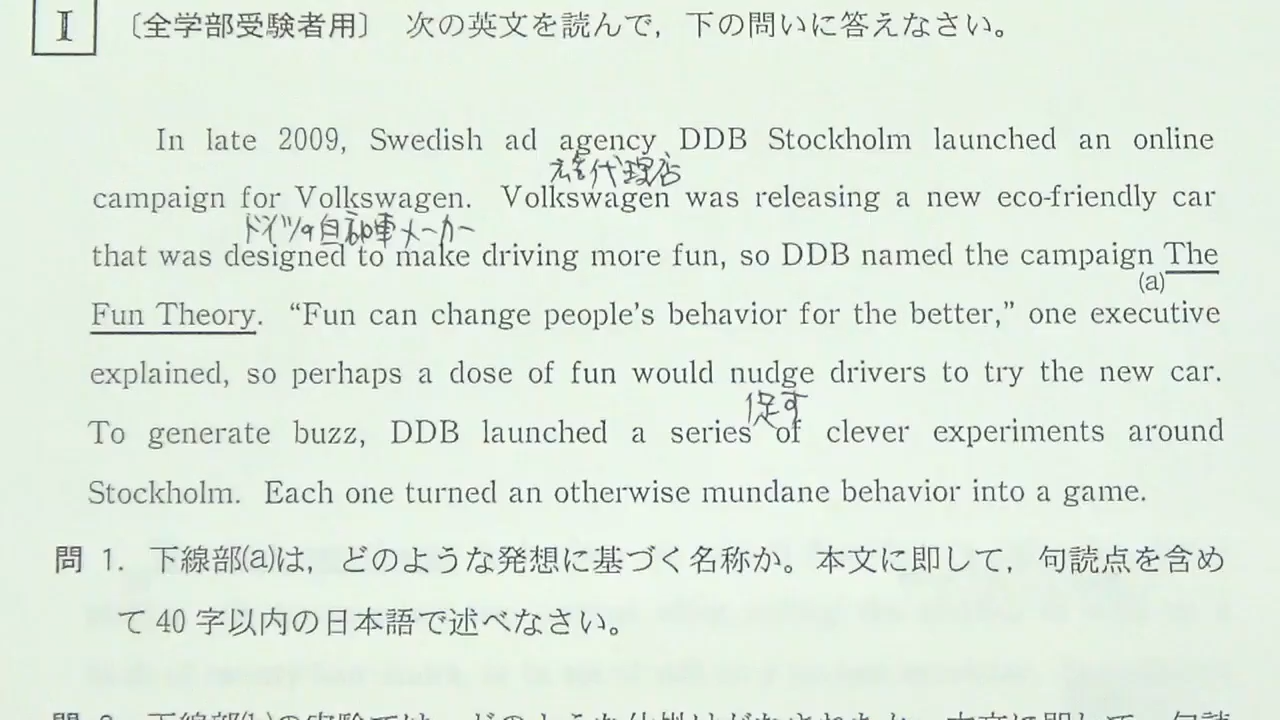 I 〔全学部受験者用〕 次の英文を読んで，下の問いに答えなさい。
In late 2009, Swedish ad agency DDB Stockholm launched an online
広告代理店
campaign for Volkswagen. Volkswagen was releasing a new eco-friendly car
ドイツの自動車メーカー
that was designed to make driving more fun, so DDB named the campaign The
(a)
Fun Theory. “Fun can change people’s behavior for the better,” one executive
explained, so perhaps a dose of fun would nudge drivers to try the new car.
促す
To generate buzz, DDB launched a series of clever experiments around
Stockholm. Each one turned an otherwise mundane behavior into a game.
問 1. 下線部(a)は，どのような発想に基づく名称か。本文に即して，句読点を含め
て 40 字以内の日本語で述べなさい。